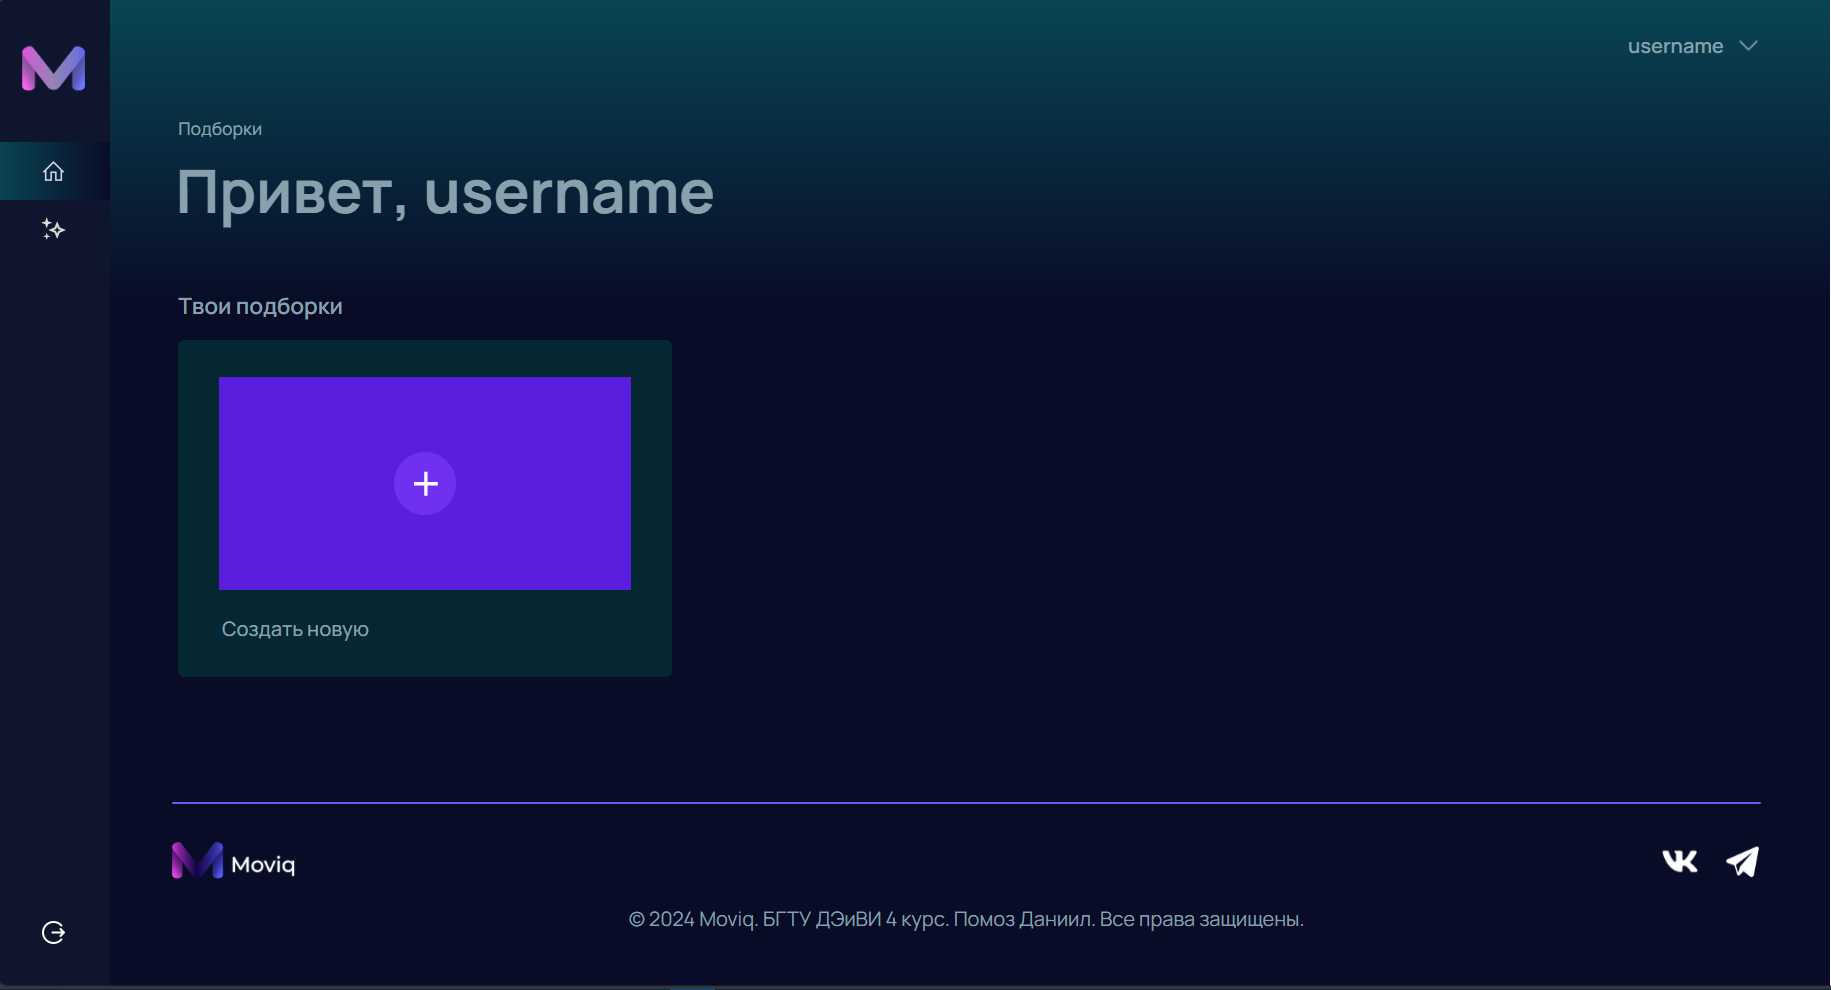 username
Подборки
Привет, username
Твои подборки
Создать новую
Moviq
© 2024 Moviq. БГТУ ДЭиВИ 4 курс. Помоз Даниил. Все права защищены.